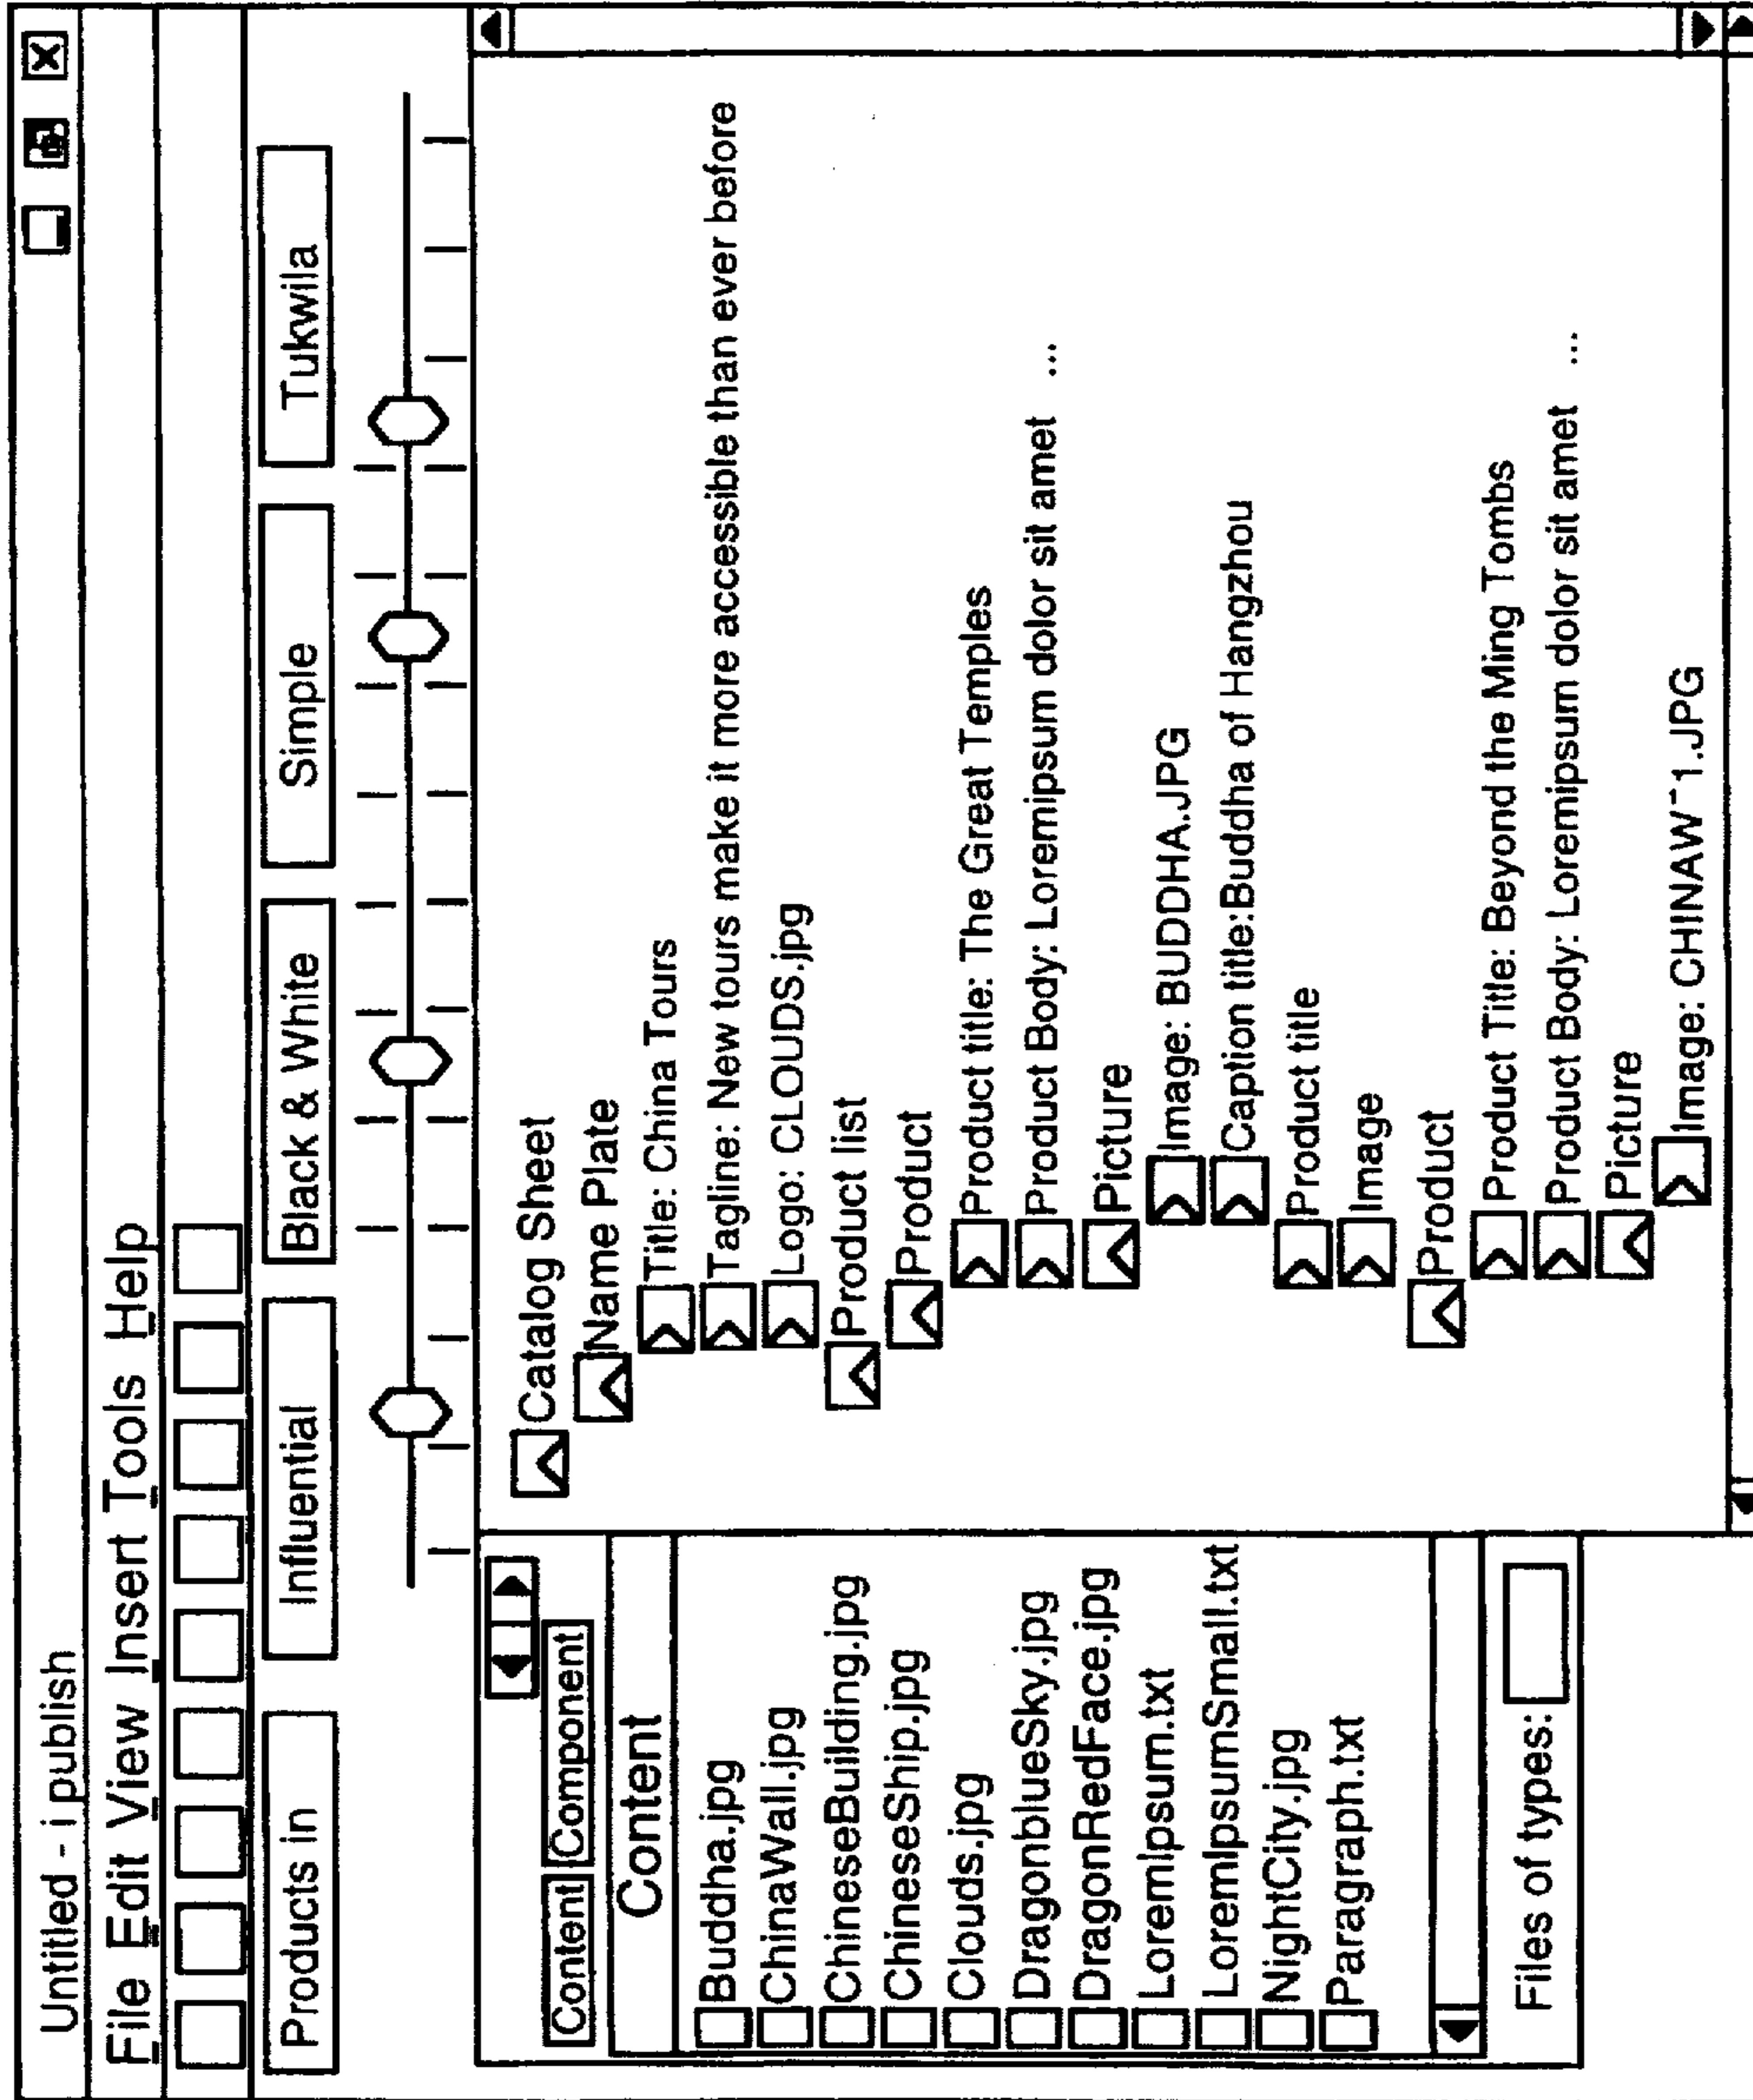 Untitled - i publish
File Edit View Insert Tools Help
Products in
Influential
Black & White
Simple
Tukwila
Content
Component
Content
Buddha.jpg
ChinaWall.jpg
ChineseBuilding.jpg
ChineseShip.jpg
Clouds.jpg
DragonblueSky.jpg
DragonRedFace.jpg
LoremIpsum.txt
LoremIpsumSmall.txt
NightCity.jpg
Paragraph.txt
Files of types:
Catalog Sheet
Name Plate
Title: China Tours
Tagline: New tours make it more accessible than ever before
Logo: CLOUDS.jpg
Product list
Product
Product title: The Great Temples
Product Body: Loremipsum dolor sit amet ...
Picture
Image: BUDDHA.JPG
Caption title:Buddha of Hangzhou
Product title
Image
Product
Product Title: Beyond the Ming Tombs
Product Body: Loremipsum dolor sit amet ...
Picture
Image: CHINAW~1.JPG